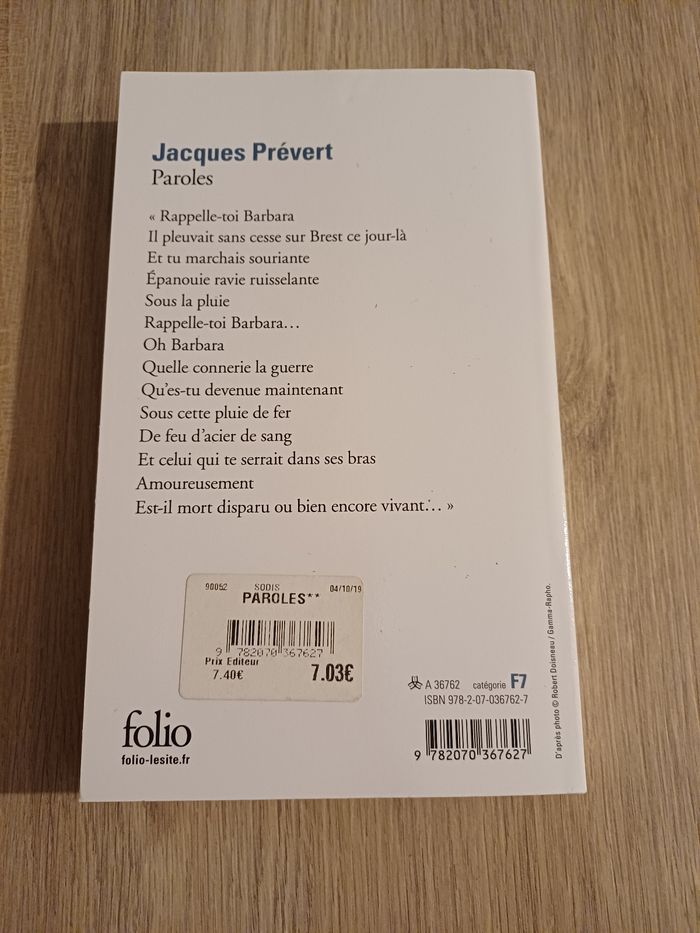 Jacques Prévert
Paroles
« Rappelle-toi Barbara
Il pleuvait sans cesse sur Brest ce jour-là
Et tu marchais souriante
Épanouie ravie ruisselante
Sous la pluie
Rappelle-toi Barbara…
Oh Barbara
Quelle connerie la guerre
Qu'es-tu devenue maintenant
Sous cette pluie de fer
De feu d'acier de sang
Et celui qui te serrait dans ses bras
Amoureusement
Est-il mort disparu ou bien encore vivant… »
90052 SODIS 04/10/19
PAROLES**
9 782070 367627
Prix Editeur
7.40€ 7.03€
folio
folio-lesite.fr
A 36762 catégorie F7
ISBN 978-2-07-036762-7
9 782070 367627
D'après photo © Robert Doisneau / Gamma-Rapho.